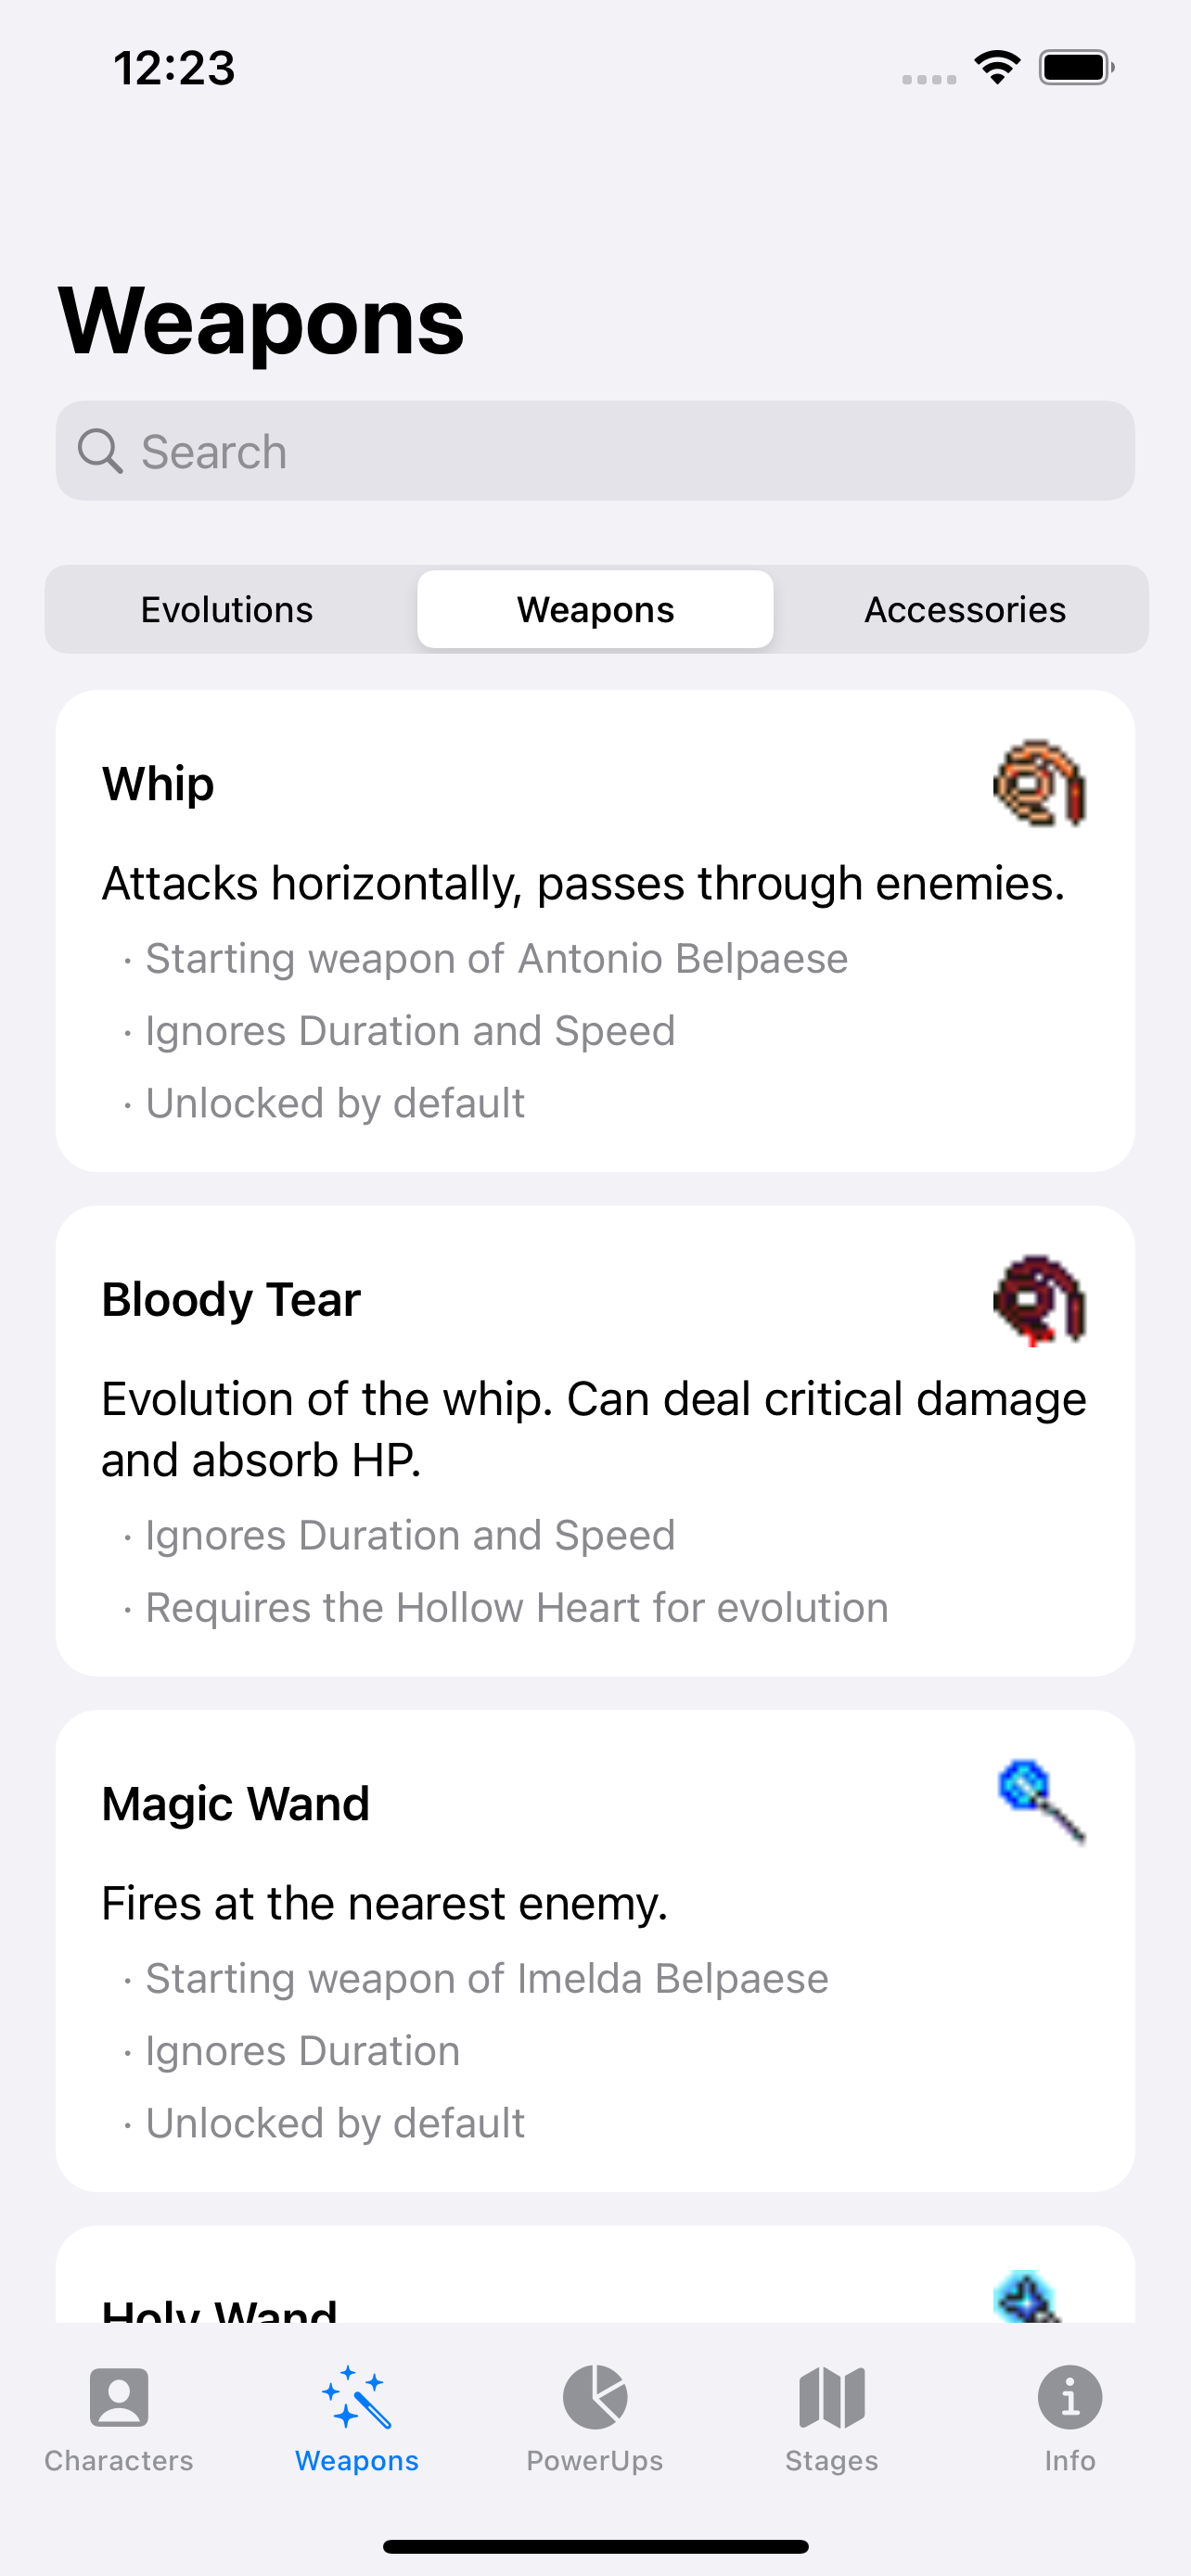 12:23
Weapons
Search
Evolutions
Weapons
Accessories
Whip
Attacks horizontally, passes through enemies.
· Starting weapon of Antonio Belpaese
· Ignores Duration and Speed
· Unlocked by default
Bloody Tear
Evolution of the whip. Can deal critical damage
and absorb HP.
· Ignores Duration and Speed
· Requires the Hollow Heart for evolution
Magic Wand
Fires at the nearest enemy.
· Starting weapon of Imelda Belpaese
· Ignores Duration
· Unlocked by default
Holy Wand
Characters
Weapons
PowerUps
Stages
Info